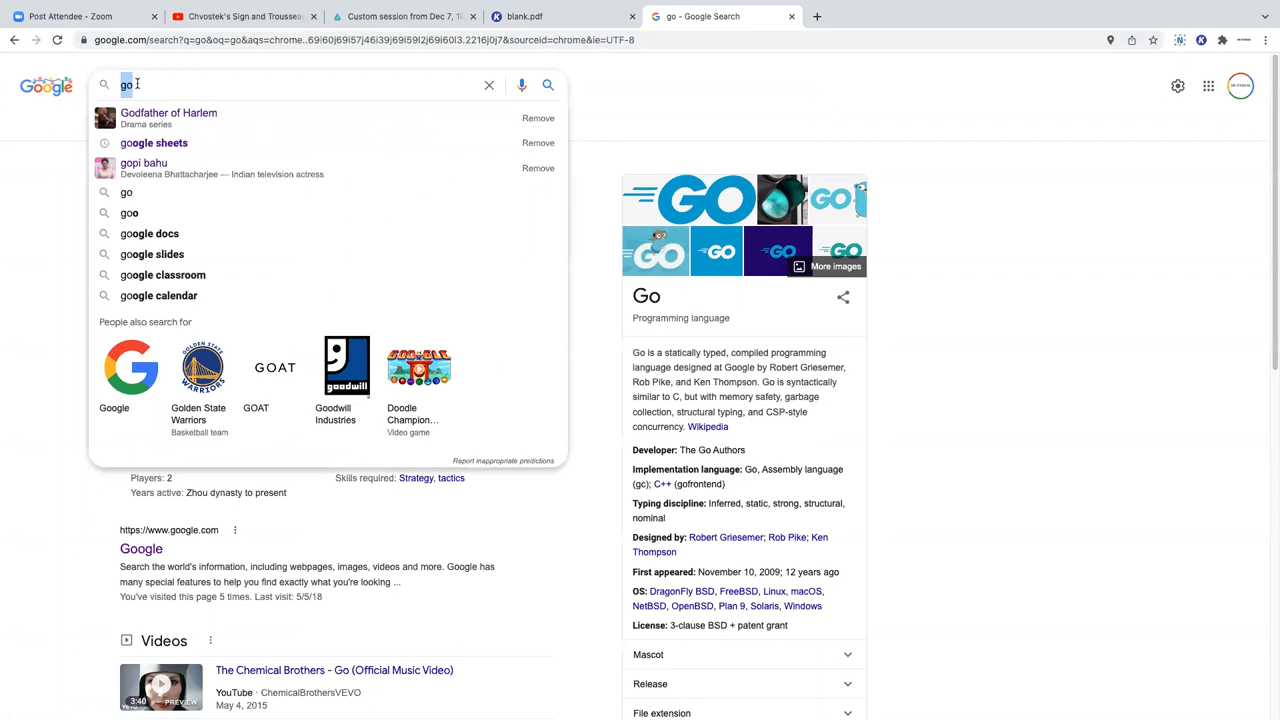 Post Attendee - Zoom
Chvostek's Sign and Trousseau
Custom session from Dec 7, 1
blank.pdf
go - Google Search
google.com/search?q=go&oq=go&aqs=chrome..69i60j69i57j46i39j69i59l2j69i60l3.2216j0j7&sourceid=chrome&ie=UTF-8
Google
go
Godfather of Harlem
Drama series
Remove
google sheets
Remove
gopi bahu
Devoleena Bhattacharjee — Indian television actress
Remove
go
goo
google docs
google slides
google classroom
google calendar
People also search for
GOAT
goodwill
Google
Golden State
Warriors
Basketball team
GOAT
Goodwill
Industries
Doodle
Champion...
Video game
Report inappropriate predictions
Players: 2
Skills required: Strategy, tactics
Years active: Zhou dynasty to present
https://www.google.com
Google
Search the world's information, including webpages, images, videos and more. Google has
many special features to help you find exactly what you're looking ...
You've visited this page 5 times. Last visit: 5/5/18
Videos
The Chemical Brothers - Go (Official Music Video)
YouTube · ChemicalBrothersVEVO
May 4, 2015
3:40
PREVIEW
GO
GO
GO
GO
GO
GO
More images
Go
Programming language
Go is a statically typed, compiled programming
language designed at Google by Robert Griesemer,
Rob Pike, and Ken Thompson. Go is syntactically
similar to C, but with memory safety, garbage
collection, structural typing, and CSP-style
concurrency. Wikipedia
Developer: The Go Authors
Implementation language: Go, Assembly language
(gc); C++ (gofrontend)
Typing discipline: Inferred, static, strong, structural,
nominal
Designed by: Robert Griesemer; Rob Pike; Ken
Thompson
First appeared: November 10, 2009; 12 years ago
OS: DragonFly BSD, FreeBSD, Linux, macOS,
NetBSD, OpenBSD, Plan 9, Solaris, Windows
License: 3-clause BSD + patent grant
Mascot
Release
File extension